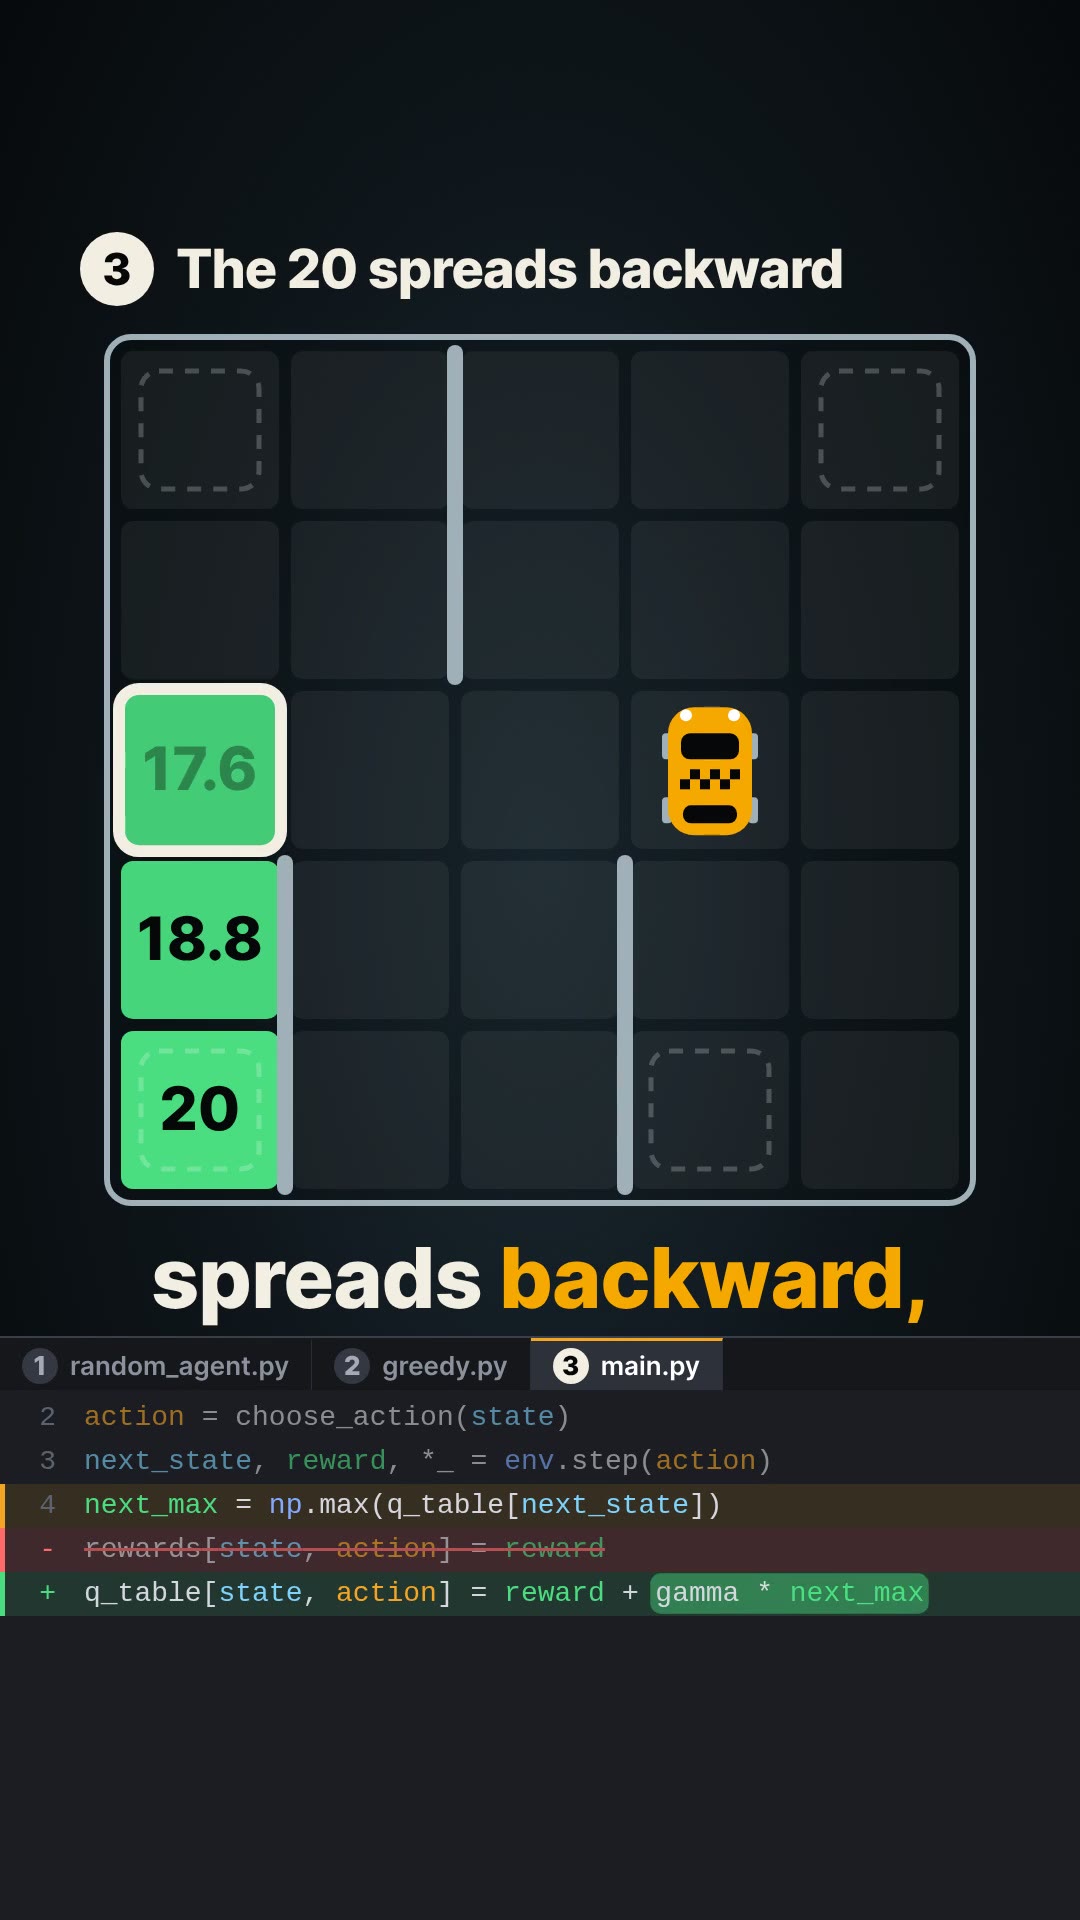 3 The 20 spreads backward
17.6
18.8
20
spreads backward,
1 random_agent.py 2 greedy.py 3 main.py
2 action = choose_action(state)
3 next_state, reward, *_ = env.step(action)
4 next_max = np.max(q_table[next_state])
- rewards[state, action] = reward
+ q_table[state, action] = reward + gamma * next_max